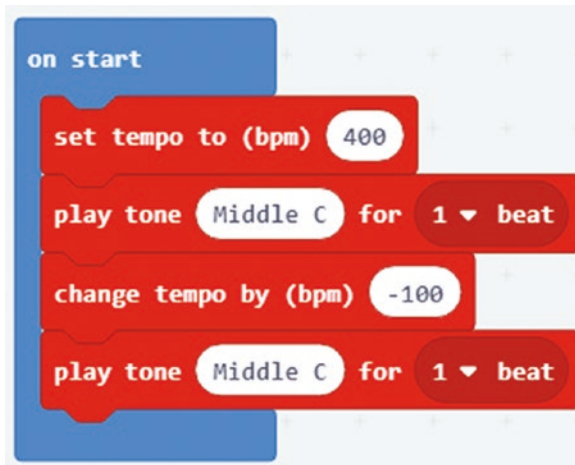 on start
set tempo to (bpm) 400
play tone Middle C for 1 beat
change tempo by (bpm) -100
play tone Middle C for 1 beat